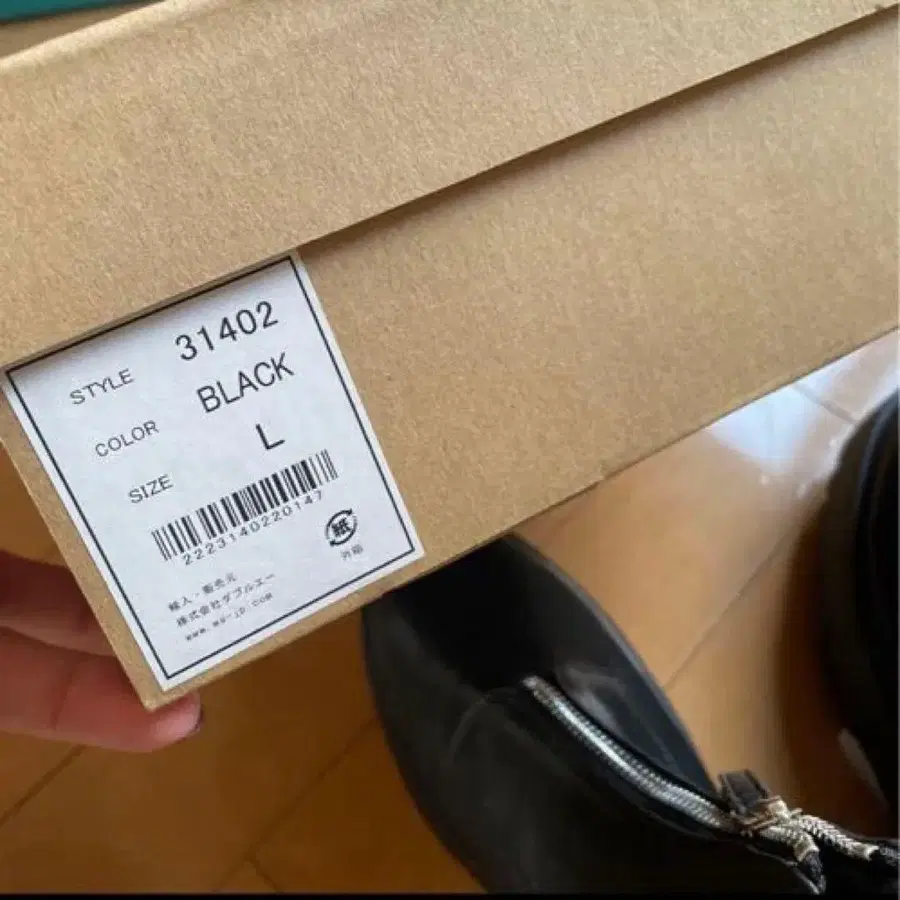 STYLE 31402
COLOR BLACK
SIZE L
2223140220147
紙
外箱
輸入・販売元
株式会社ダブルエー
www.wa-jp.com